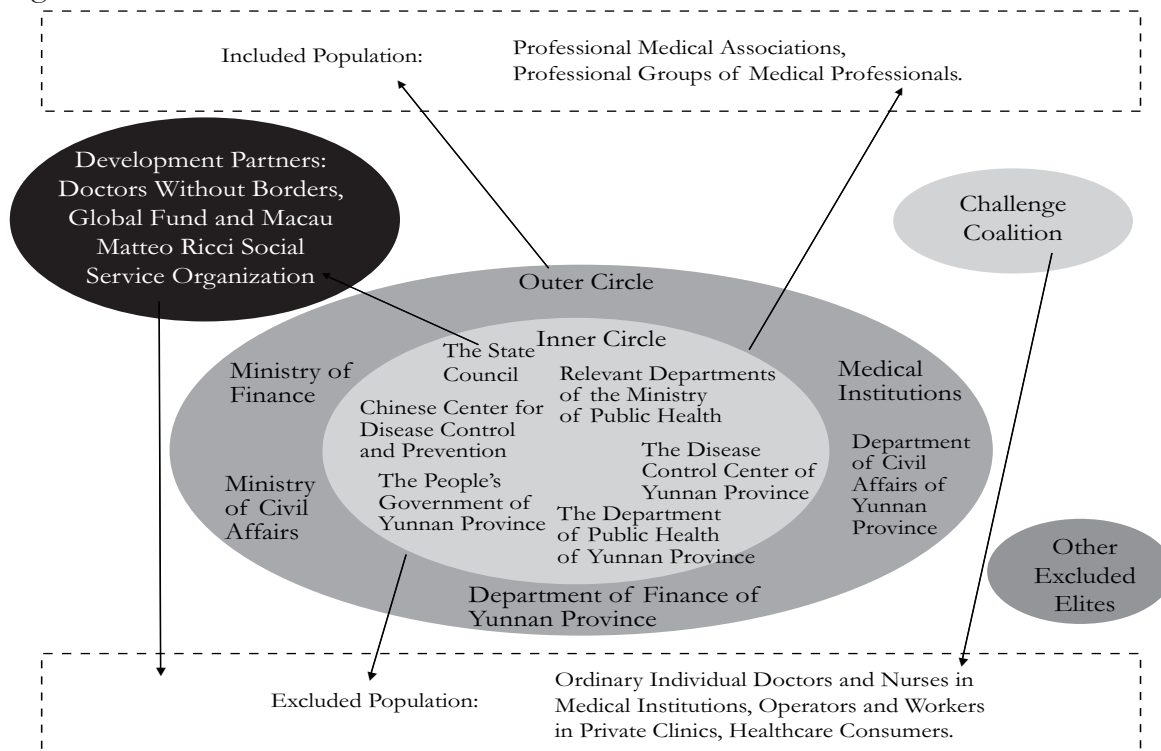 Included Population:
Professional Medical Associations,
Professional Groups of Medical Professionals.
Development Partners:
Doctors Without Borders,
Global Fund and Macau
Matteo Ricci Social
Service Organization
Challenge
Coalition
Outer Circle
Inner Circle
The State
Council
Relevant Departments
of the Ministry
of Public Health
Ministry of
Finance
Medical
Institutions
Chinese Center for
Disease Control
and Prevention
The Disease
Control Center of
Yunnan Province
Department
of Civil
Affairs of
Yunnan
Province
Ministry
of Civil
Affairs
The People's
Government of
Yunnan Province
The Department
of Public Health
of Yunnan Province
Other
Excluded
Elites
Department of Finance of
Yunnan Province
Excluded Population:
Ordinary Individual Doctors and Nurses in
Medical Institutions, Operators and Workers
in Private Clinics, Healthcare Consumers.